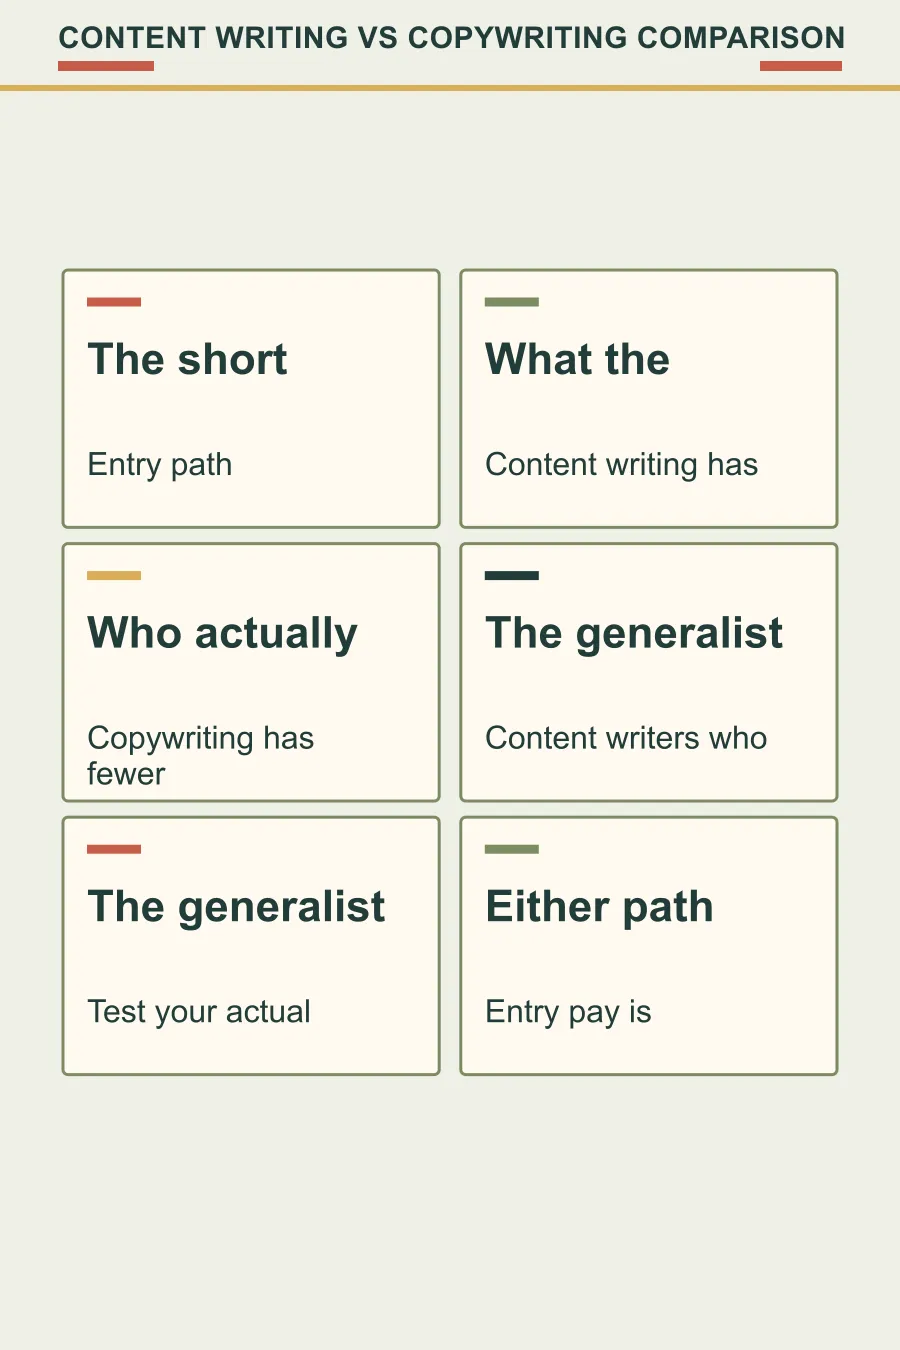 CONTENT WRITING VS COPYWRITING COMPARISON
The short
Entry path
What the
Content writing has
Who actually
Copywriting has
fewer
The generalist
Content writers who
The generalist
Test your actual
Either path
Entry pay is